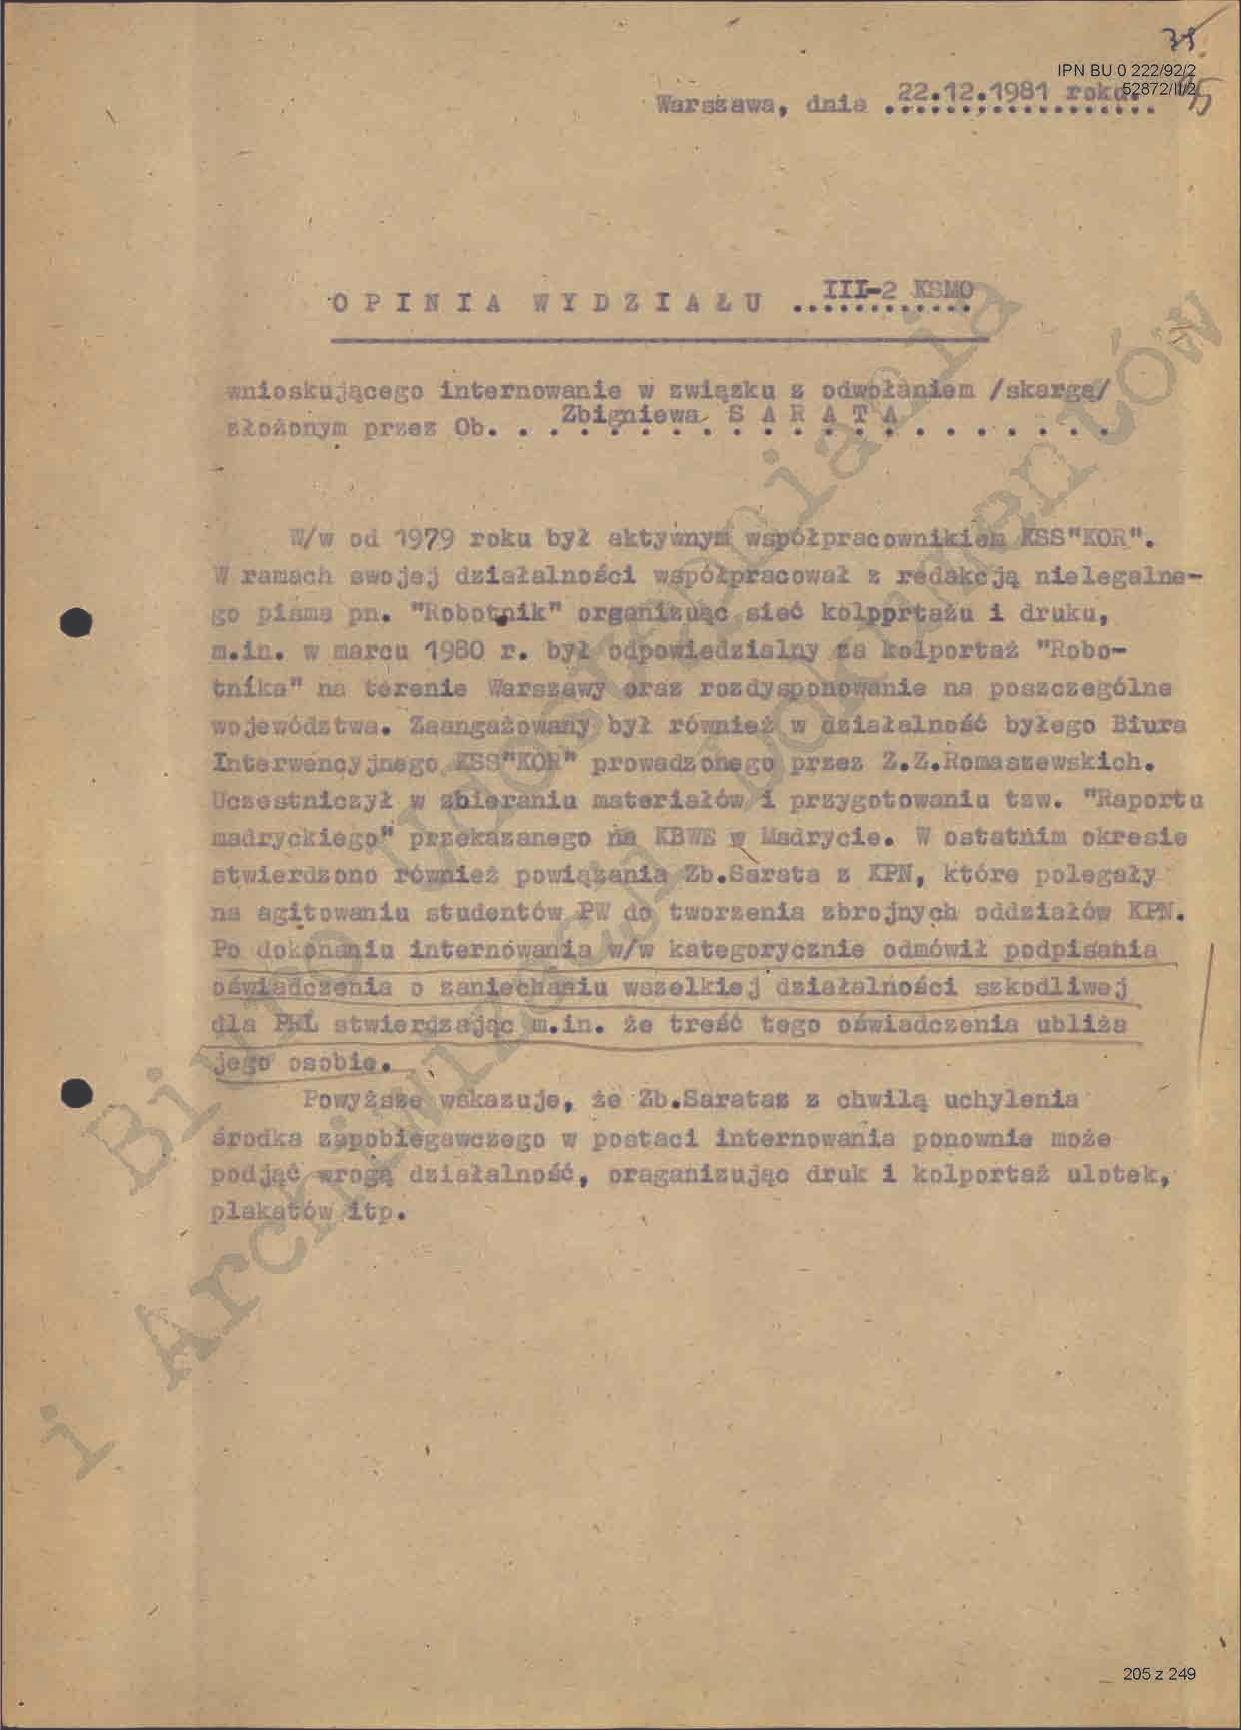 35.
IPN BU 0 222/92/2
52872/II/2
95
Warszawa, dnia 22.12.1981 roku.
OPINIA WYDZIAŁU III-2 KSMO
wnioskującego internowanie w związku z odwołaniem /skargą/
złożonym przez Ob. . . Zbigniewa S A R A T A . . . . . . .
W/w od 1979 roku był aktywnym współpracownikiem KSS"KOR".
W ramach swojej działalności współpracował z redakcją nielegalne-
go pisma pn. "Robotnik" organizując sieć kolpprtażu i druku,
m.in. w marcu 1980 r. był odpowiedzialny za kolportaż "Robo-
tnika" na terenie Warszawy oraz rozdysponowanie na poszczególne
województwa. Zaangażowany był również w działalność byłego Biura
Interwencyjnego KSS"KOR" prowadzonego przez Z.Z.Romaszewskich.
Uczestniczył w zbieraniu materiałów i przygotowaniu tzw. "Raportu
madryckiego" przekazanego na KBWE w Madrycie. W ostatnim okresie
stwierdzono również powiązania Zb.Sarata z KPN, które polegały
na agitowaniu studentów PW do tworzenia zbrojnych oddziałów KPN.
Po dokonaniu internowania w/w kategorycznie odmówił podpisania
oświadczenia o zaniechaniu wszelkiej działalności szkodliwej
dla PRL stwierdzając m.in. że treść tego oświadczenia ubliża
jego osobie.
Powyższe wskazuje, że Zb.Saratas z chwilą uchylenia
środka zapobiegawczego w postaci internowania ponownie może
podjąć wrogą działalność, oraganizując druk i kolportaż ulotek,
plakatów itp.
Biuro Udostępniania
i Archiwizacji Dokumentów
205 z 249